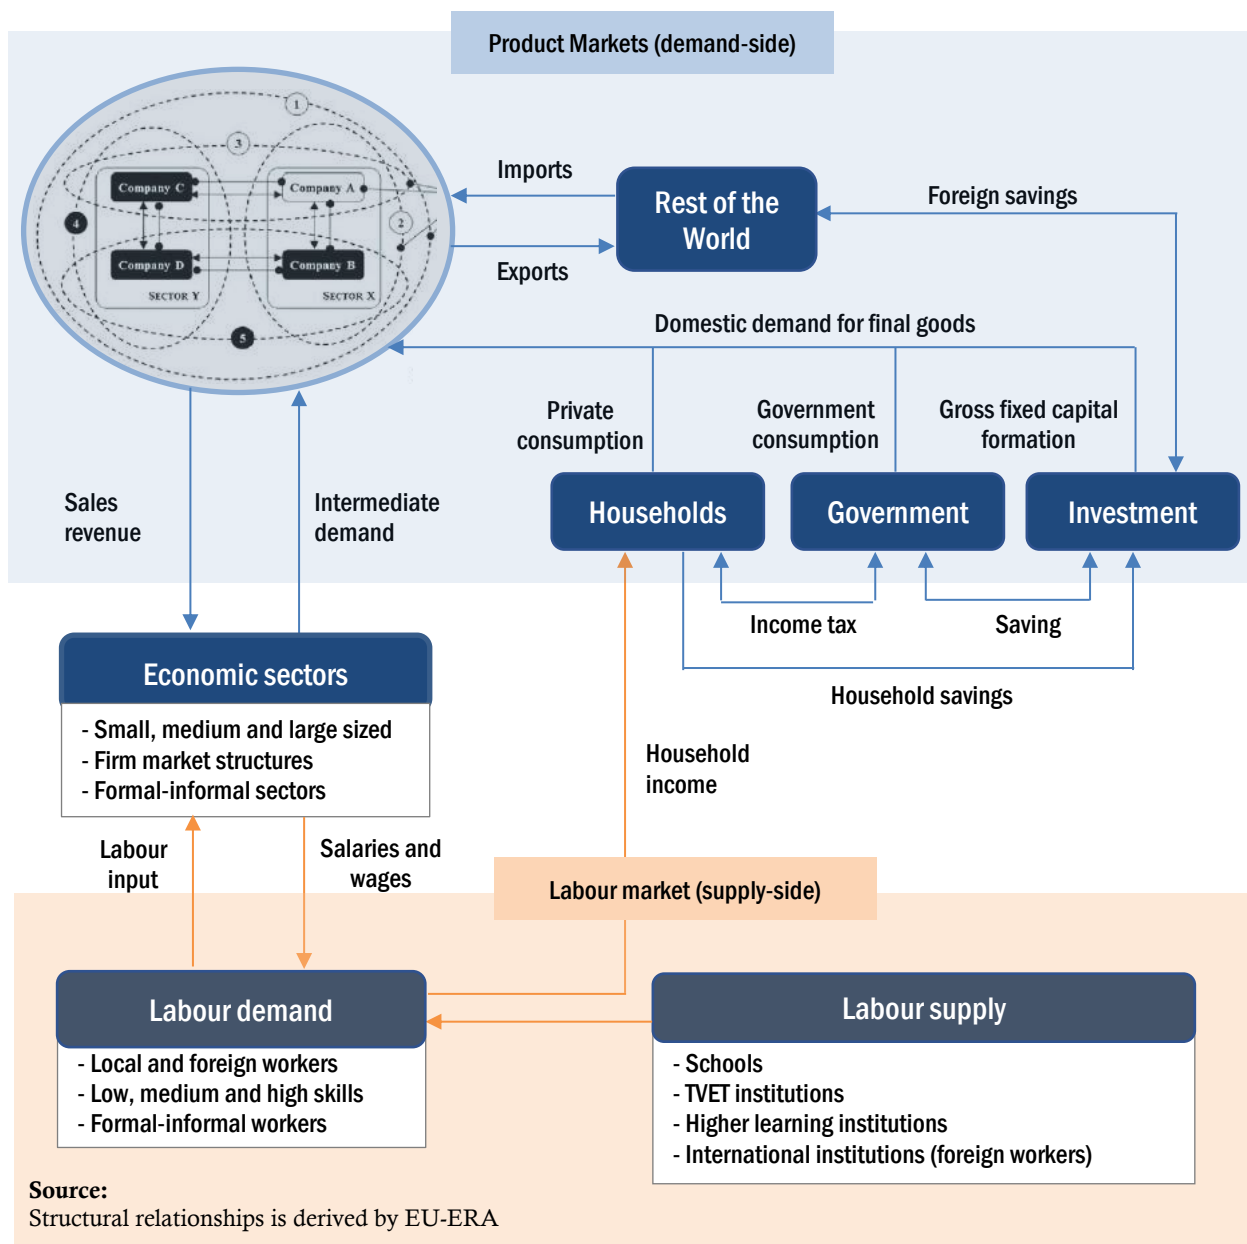 Product Markets (demand-side)
1
3
Company C
Company A
4
2
Company D
Company B
SECTOR Y
SECTOR X
5
Imports
Exports
Rest of the
World
Foreign savings
Domestic demand for final goods
Private
consumption
Government
consumption
Gross fixed capital
formation
Households
Government
Investment
Sales
revenue
Intermediate
demand
Income tax
Saving
Household savings
Economic sectors
- Small, medium and large sized
- Firm market structures
- Formal-informal sectors
Household
income
Labour
input
Salaries and
wages
Labour market (supply-side)
Labour demand
- Local and foreign workers
- Low, medium and high skills
- Formal-informal workers
Labour supply
- Schools
- TVET institutions
- Higher learning institutions
- International institutions (foreign workers)
Source:
Structural relationships is derived by EU-ERA